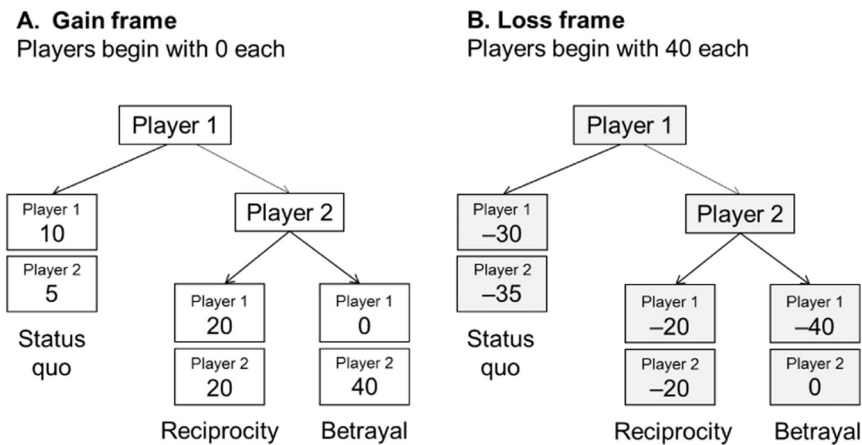 A. Gain frame
Players begin with 0 each
Player 1
Player 1
10
Player 2
5
Status
quo
Player 2
Player 1
20
Player 2
20
Reciprocity
Player 1
0
Player 2
40
Betrayal
B. Loss frame
Players begin with 40 each
Player 1
Player 1
–30
Player 2
–35
Status
quo
Player 2
Player 1
–20
Player 2
–20
Reciprocity
Player 1
–40
Player 2
0
Betrayal